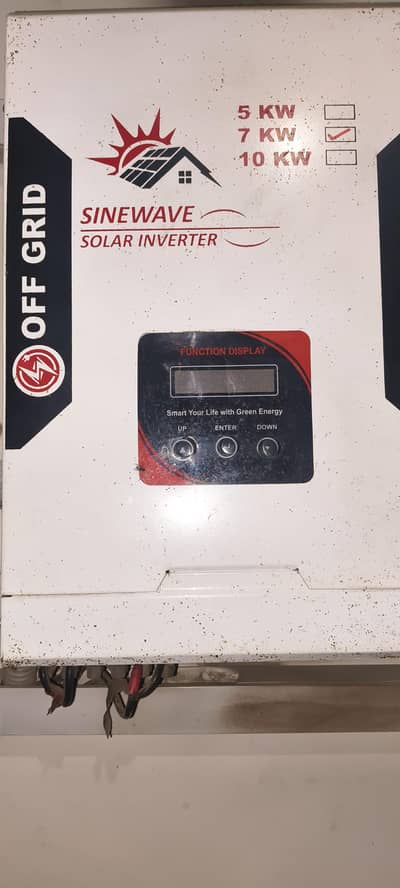 5 KW
7 KW
10 KW
SINEWAVE
SOLAR INVERTER
OFF GRID
FUNCTION DISPLAY
Smart Your Life with Green Energy
UP ENTER DOWN